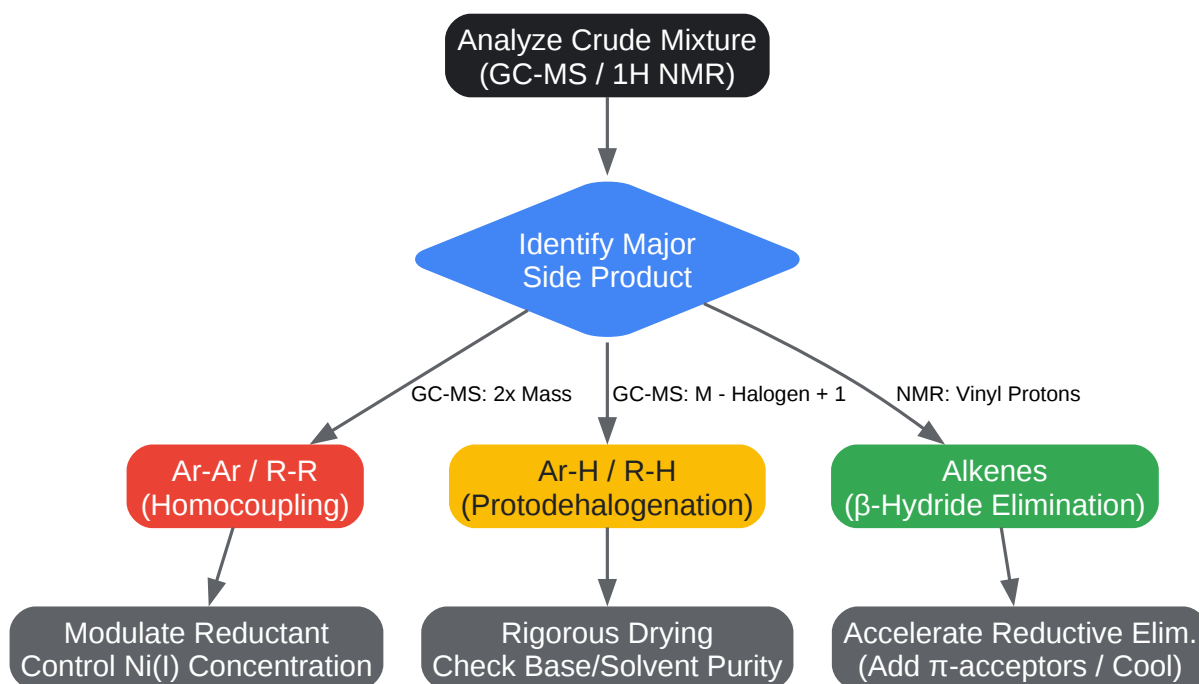 Analyze Crude Mixture
(GC-MS / 1H NMR)
Identify Major
Side Product
GC-MS: 2x Mass
GC-MS: M - Halogen + 1
NMR: Vinyl Protons
Ar-Ar / R-R
(Homocoupling)
Ar-H / R-H
(Protodehalogenation)
Alkenes
(β-Hydride Elimination)
Modulate Reductant
Control Ni(I) Concentration
Rigorous Drying
Check Base/Solvent Purity
Accelerate Reductive Elim.
(Add π-acceptors / Cool)